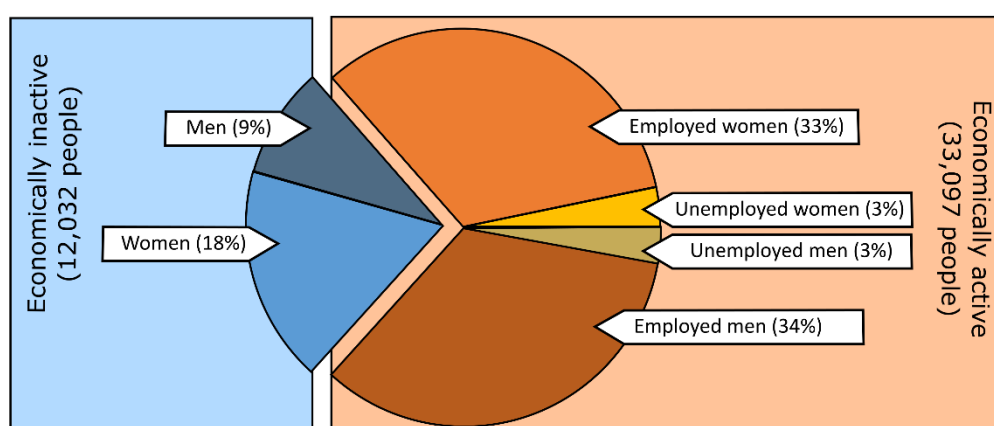 Economically inactive
(12,032 people)
Men (9%)
Women (18%)
Employed women (33%)
Unemployed women (3%)
Unemployed men (3%)
Employed men (34%)
Economically active
(33,097 people)